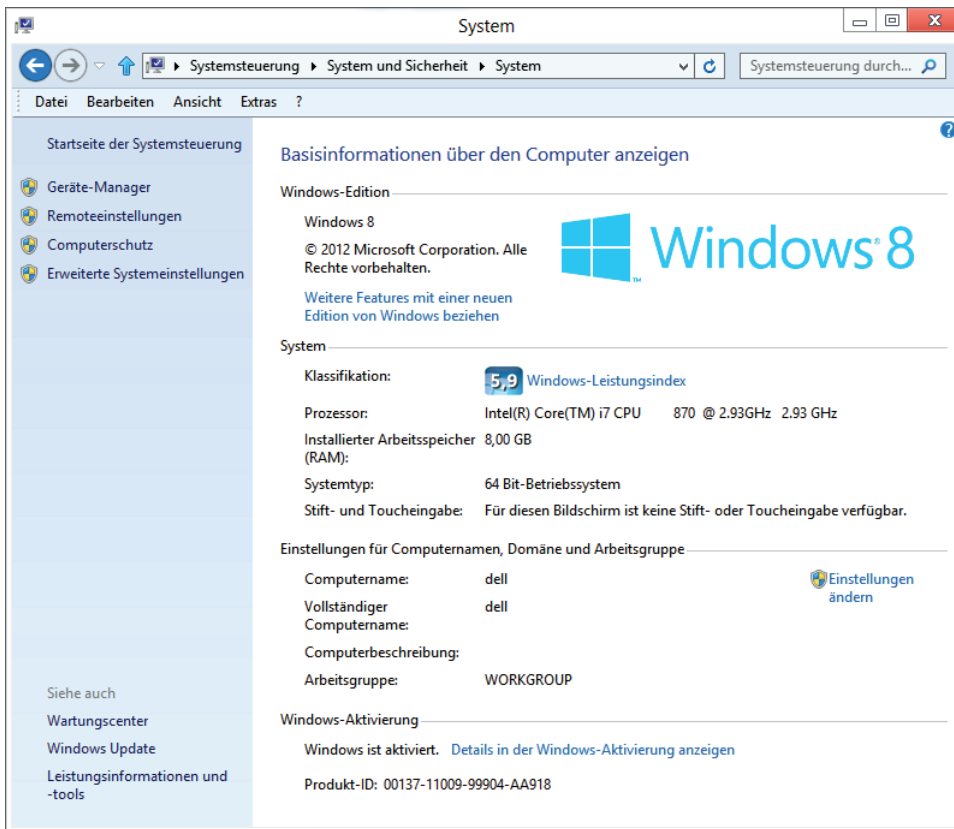 System
Systemsteuerung ▸ System und Sicherheit ▸ System
Systemsteuerung durch...
Datei Bearbeiten Ansicht Extras ?
Startseite der Systemsteuerung
Geräte-Manager
Remoteeinstellungen
Computerschutz
Erweiterte Systemeinstellungen
Basisinformationen über den Computer anzeigen
Windows-Edition
Windows 8
© 2012 Microsoft Corporation. Alle
Rechte vorbehalten.
Weitere Features mit einer neuen
Edition von Windows beziehen
Windows® 8
™
System
Klassifikation: 5,9 Windows-Leistungsindex
Prozessor: Intel(R) Core(TM) i7 CPU 870 @ 2.93GHz 2.93 GHz
Installierter Arbeitsspeicher 8,00 GB
(RAM):
Systemtyp: 64 Bit-Betriebssystem
Stift- und Toucheingabe: Für diesen Bildschirm ist keine Stift- oder Toucheingabe verfügbar.
Einstellungen für Computernamen, Domäne und Arbeitsgruppe
Computername: dell
Einstellungen
ändern
Vollständiger dell
Computername:
Computerbeschreibung:
Arbeitsgruppe: WORKGROUP
Windows-Aktivierung
Windows ist aktiviert. Details in der Windows-Aktivierung anzeigen
Produkt-ID: 00137-11009-99904-AA918
Siehe auch
Wartungscenter
Windows Update
Leistungsinformationen und
-tools